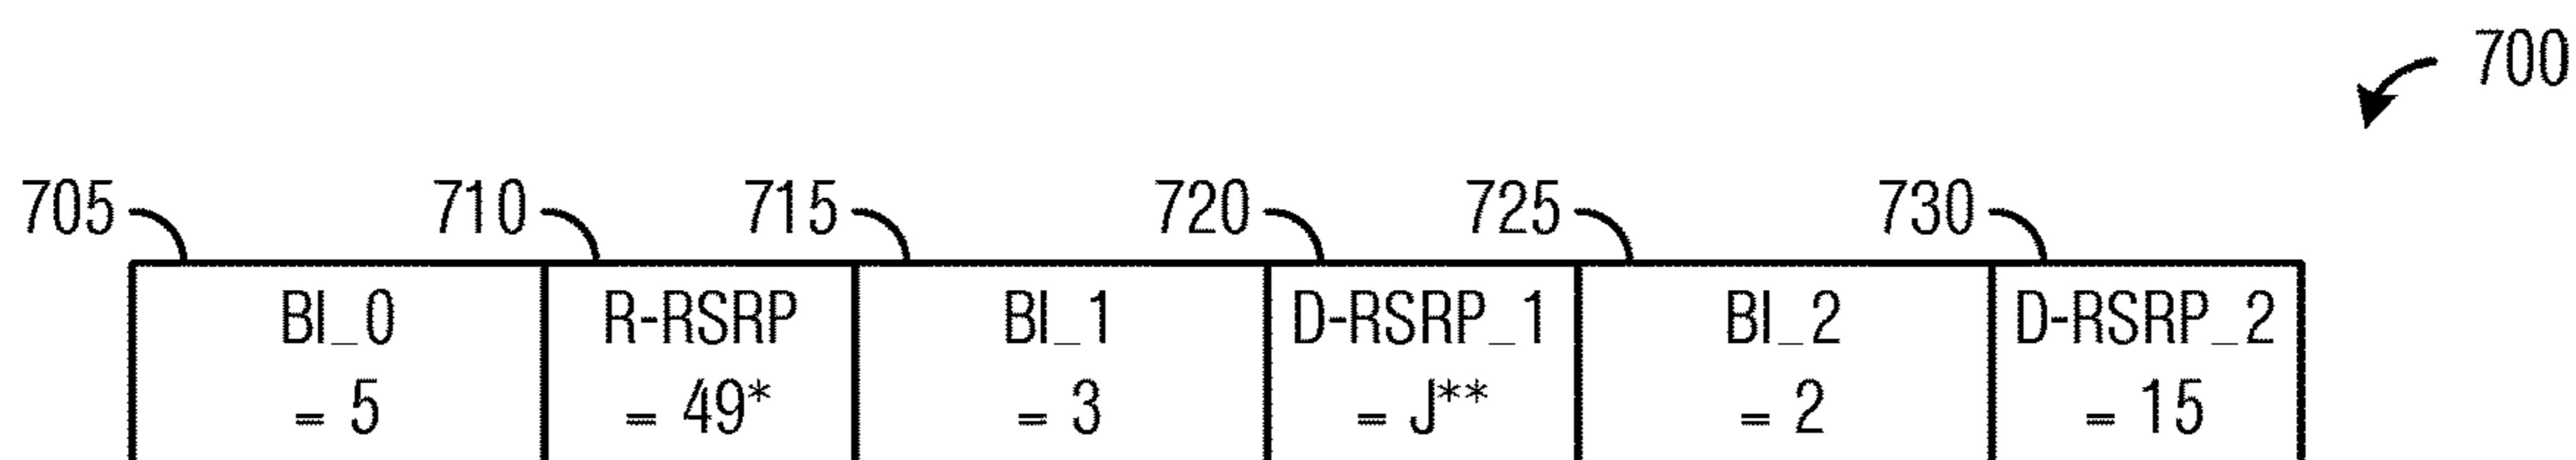 700
705 710 715 720 725 730
BI_0 R-RSRP BI_1 D-RSRP_1 BI_2 D-RSRP_2
= 5 = 49* = 3 = J** = 2 = 15